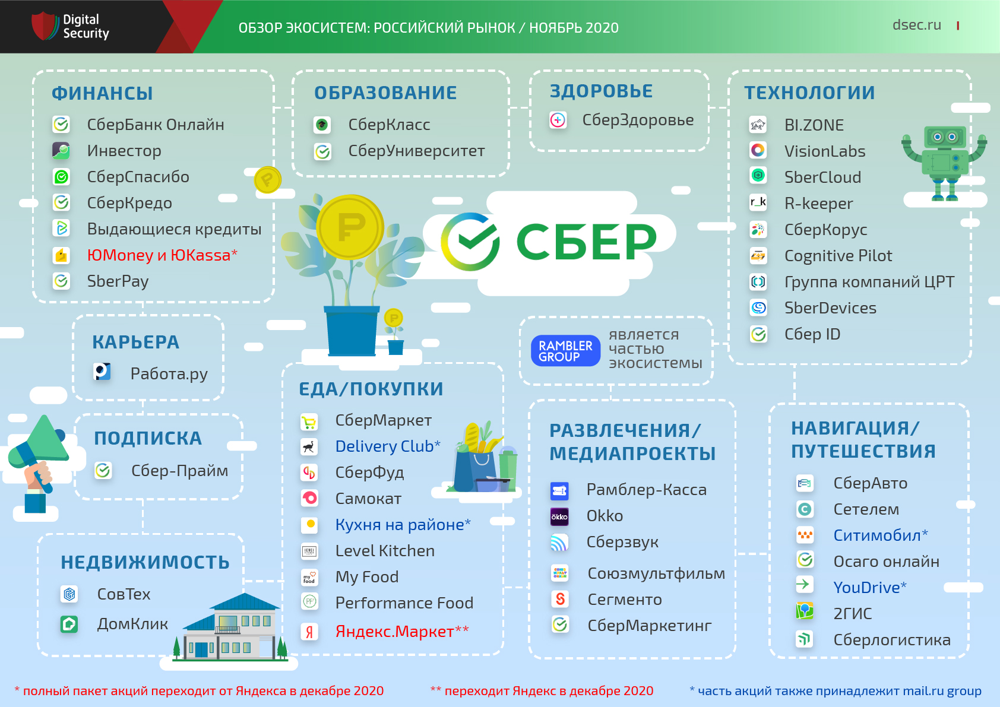 Digital
Security
ОБЗОР ЭКОСИСТЕМ: РОССИЙСКИЙ РЫНОК / НОЯБРЬ 2020
dsec.ru
ФИНАНСЫ
СберБанк Онлайн
Инвестор
СберСпасибо
СберКредо
Выдающиеся кредиты
ЮMoney и ЮKassa*
SberPay
ОБРАЗОВАНИЕ
СберКласс
СберУниверситет
ЗДОРОВЬЕ
СберЗдоровье
ТЕХНОЛОГИИ
BI.ZONE
VisionLabs
SberCloud
r_k
R-keeper
СберКорус
Cognitive Pilot
Группа компаний ЦРТ
SberDevices
Сбер ID
СБЕР
КАРЬЕРА
Работа.ру
ПОДПИСКА
Сбер-Прайм
НЕДВИЖИМОСТЬ
СовТех
ДомКлик
ЕДА/ПОКУПКИ
СберМаркет
Delivery Club*
СберФуд
Самокат
Кухня на районе*
Level Kitchen
my
food
My Food
Performance Food
Я
Яндекс.Маркет**
RAMBLER
GROUP
является
частью
экосистемы
РАЗВЛЕЧЕНИЯ/
МЕДИАПРОЕКТЫ
Рамблер-Касса
okko
Okko
Сберзвук
Союзмультфильм
Сегменто
СберМаркетинг
НАВИГАЦИЯ/
ПУТЕШЕСТВИЯ
СберАвто
Сетелем
Ситимобил*
Осаго онлайн
YouDrive*
2ГИС
Сберлогистика
* полный пакет акций переходит от Яндекса в декабре 2020
** переходит Яндекс в декабре 2020
* часть акций также принадлежит mail.ru group